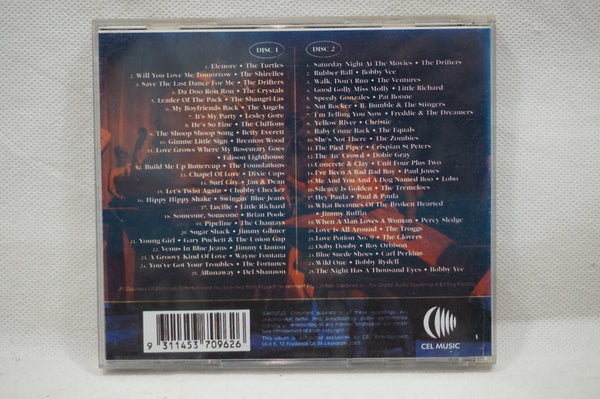 DISC 1
1. Elenore • The Turtles
2. Will You Love Me Tomorrow • The Shirelles
3. Save The Last Dance For Me • The Drifters
4. Da Doo Ron Ron • The Crystals
5. Leader Of The Pack • The Shangri-Las
6. My Boyfriends Back • The Angels
7. It's My Party • Lesley Gore
8. He's So Fine • The Chiffons
9. The Shoop Shoop Song • Betty Everett
10. Gimme Little Sign • Brenton Wood
11. Love Grows Where My Rosemary Goes
• Edison Lighthouse
12. Build Me Up Buttercup • The Foundations
13. Chapel Of Love • Dixie Cups
14. Surf City • Jan & Dean
15. Let's Twist Again • Chubby Checker
16. Hippy Hippy Shake • Swingin' Blue Jeans
17. Lucille • Little Richard
18. Someone, Someone • Brian Poole
19. Pipeline • The Chantays
20. Sugar Shack • Jimmy Gilmer
21. Young Girl • Gary Puckett & The Union Gap
22. Venus In Blue Jeans • Jimmy Clanton
23. A Groovy Kind Of Love • Wayne Fontana
24. You've Got Your Troubles • The Fortunes
25. Runaway • Del Shannon
DISC 2
1. Saturday Night At The Movies • The Drifters
2. Rubber Ball • Bobby Vee
3. Walk, Don't Run • The Ventures
4. Good Golly Miss Molly • Little Richard
5. Speedy Gonzales • Pat Boone
6. Nut Rocker • B. Bumble & The Stingers
7. I'm Telling You Now • Freddie & The Dreamers
8. Yellow River • Christie
9. Baby Come Back • The Equals
10. She's Not There • The Zombies
11. The Pied Piper • Crispian St Peters
12. The 'In' Crowd • Dobie Gray
13. Concrete & Clay • Unit Four Plus Two
14. I've Been A Bad Bad Boy • Paul Jones
15. Me And You And A Dog Named Boo • Lobo
16. Silence Is Golden • The Tremeloes
17. Hey Paula • Paul & Paula
18. What Becomes Of The Broken Hearted
• Jimmy Ruffin
19. When A Man Loves A Woman • Percy Sledge
20. Love Is All Around • The Troggs
21. Love Potion No. 9 • The Clovers
22. Ooby Dooby • Roy Orbison
23. Blue Suede Shoes • Carl Perkins
24. Wild One • Bobby Rydell
25. The Night Has A Thousand Eyes • Bobby Vee
9 311453 709626
CEL MUSIC